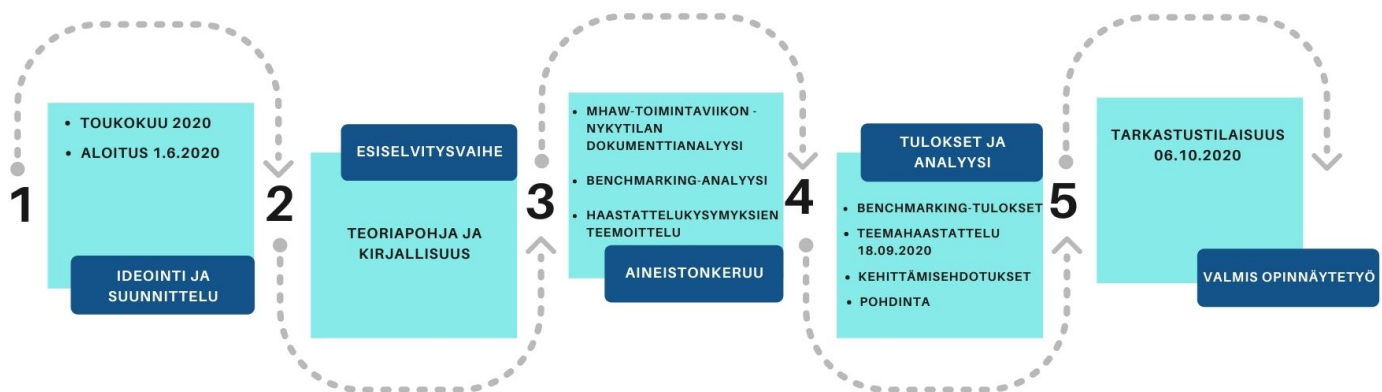 1
• TOUKOKUU 2020
• ALOITUS 1.6.2020
IDEOINTI JA
SUUNNITTELU
2
ESISELVITYSVAIHE
TEORIAPOHJA JA
KIRJALLISUUS
3
• MHAW-TOIMINTAVIIKON -
NYKYTILAN
DOKUMENTTIANALYYSI
• BENCHMARKING-ANALYYSI
• HAASTATTELUKYSYMYKSIEN
TEEMOITTELU
AINEISTONKERUU
4
TULOKSET JA
ANALYYSI
• BENCHMARKING-TULOKSET
• TEEMAHAASTATTELU
18.09.2020
• KEHITTÄMISEHDOTUKSET
• POHDINTA
5
TARKASTUSTILAISUUS
06.10.2020
VALMIS OPINNÄYTETYÖ